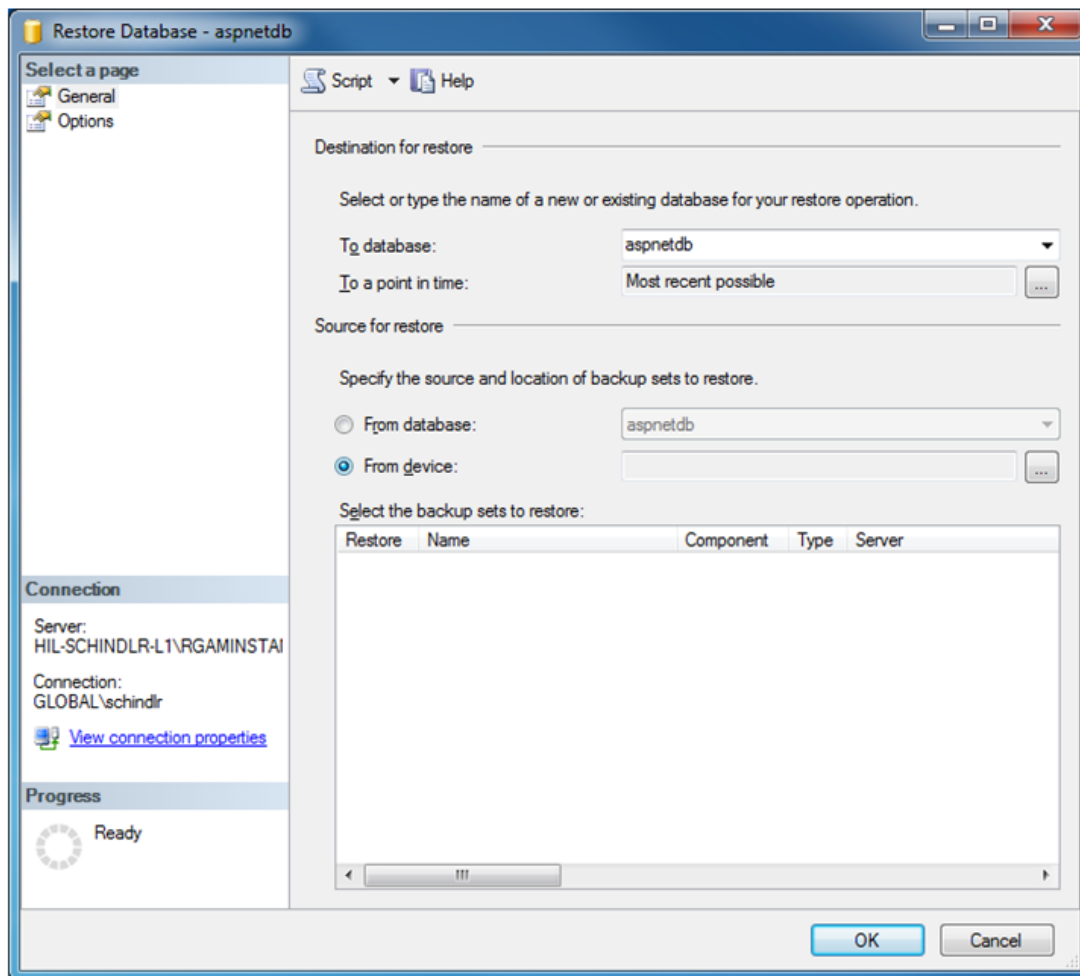 Restore Database - aspnetdb
Select a page
General
Options
Script
Help
Destination for restore
Select or type the name of a new or existing database for your restore operation.
To database:
aspnetdb
To a point in time:
Most recent possible
...
Source for restore
Specify the source and location of backup sets to restore.
From database:
aspnetdb
From device:
...
Select the backup sets to restore:
Restore Name Component Type Server
Connection
Server:
HIL-SCHINDLR-L1\RGAMINSTAN
Connection:
GLOBAL\schindlr
View connection properties
Progress
Ready
OK
Cancel